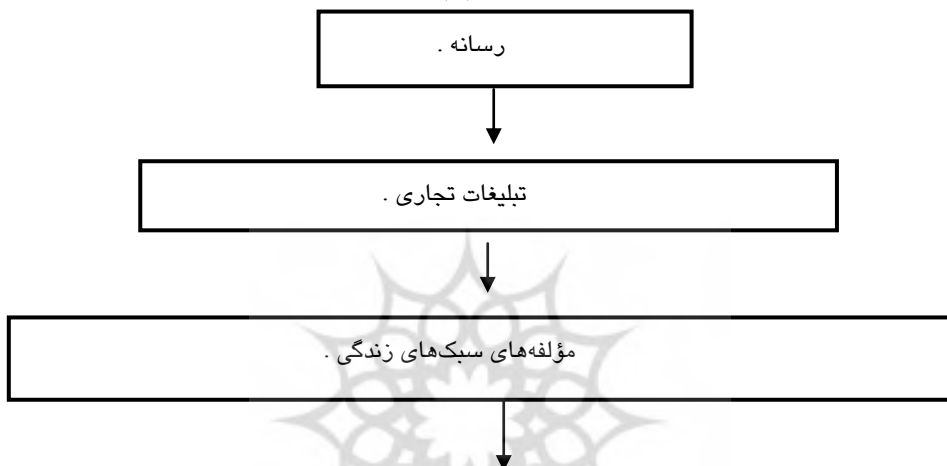 رسانه .
تبلیغات تجاری .
مؤلفه‌های سبک‌های زندگی .